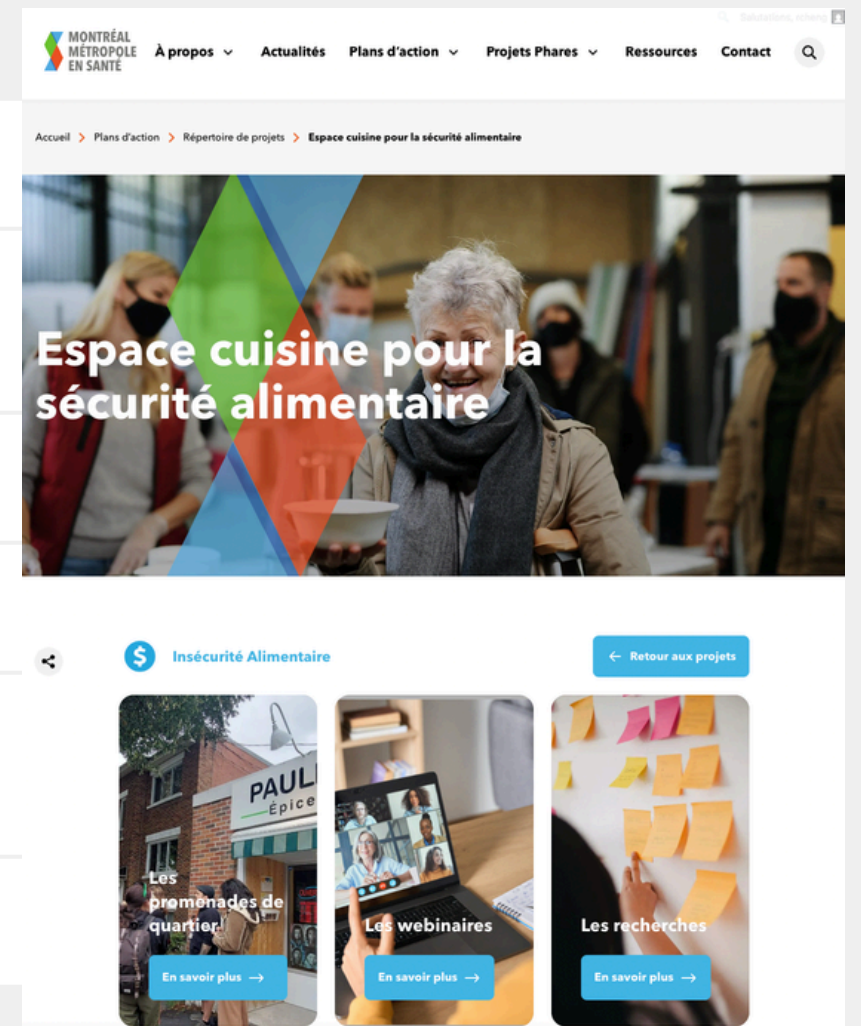 Salutations, rcheng
MONTRÉAL
MÉTROPOLE
EN SANTÉ
À propos
Actualités
Plans d'action
Projets Phares
Ressources
Contact
Accueil > Plans d'action > Répertoire de projets > Espace cuisine pour la sécurité alimentaire
Espace cuisine pour la
sécurité alimentaire
$ Insécurité Alimentaire
← Retour aux projets
PAUL
Épice
Les
promenades de
quartier
En savoir plus →
Les webinaires
En savoir plus →
Les recherches
En savoir plus →